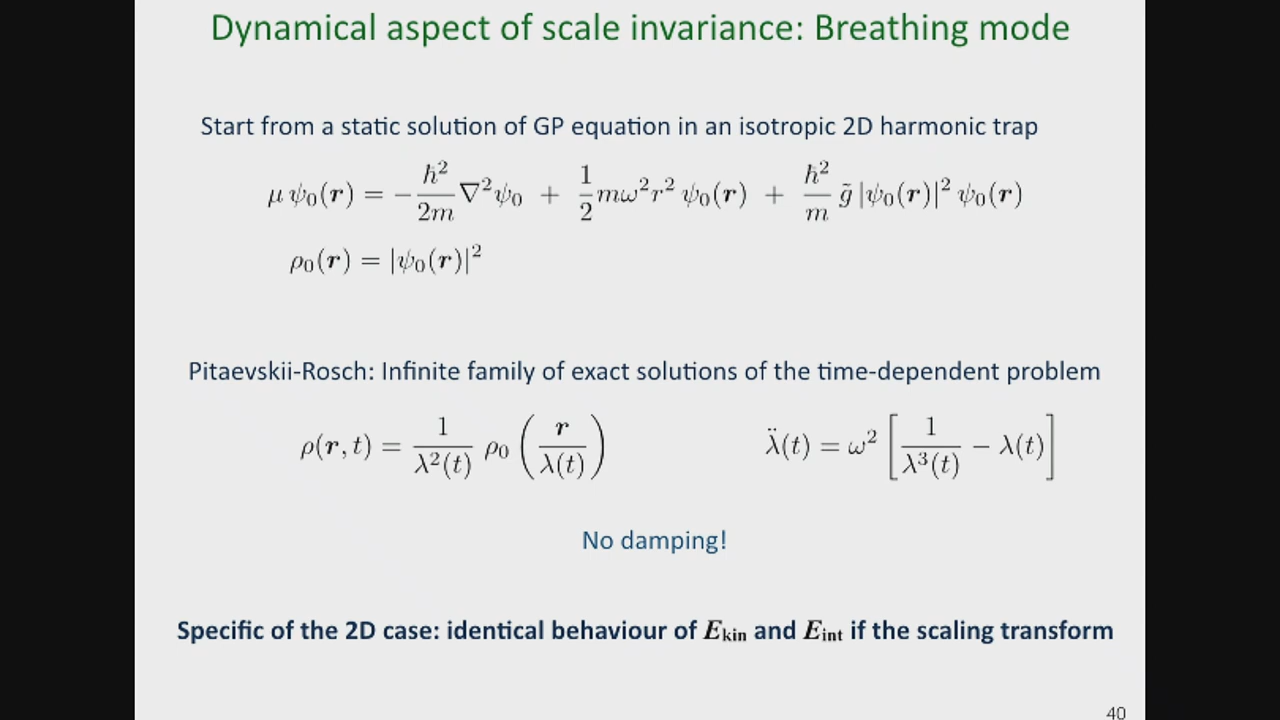 Dynamical aspect of scale invariance: Breathing mode
Start from a static solution of GP equation in an isotropic 2D harmonic trap
μ ψ₀(r) = − ħ²/2m ∇²ψ₀ + 1/2 mω²r² ψ₀(r) + ħ²/m g̃ |ψ₀(r)|² ψ₀(r)
ρ₀(r) = |ψ₀(r)|²
Pitaevskii-Rosch: Infinite family of exact solutions of the time-dependent problem
ρ(r, t) = 1/λ²(t) ρ₀ (r/λ(t)) λ̈(t) = ω² [1/λ³(t) − λ(t)]
No damping!
Specific of the 2D case: identical behaviour of Ekin and Eint if the scaling transform
40